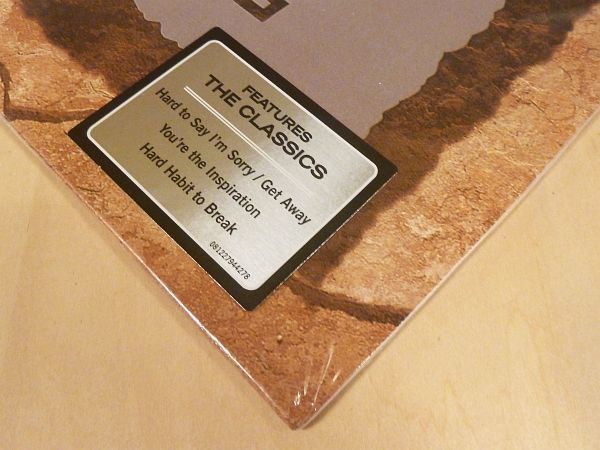 FEATURES
THE CLASSICS
Hard to Say I'm Sorry / Get Away
You're the Inspiration
Hard Habit to Break
081227944278